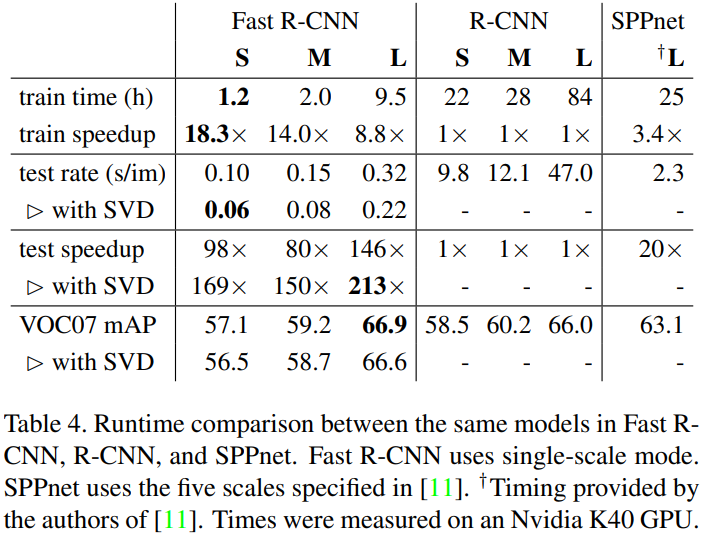 Fast R-CNN R-CNN SPPnet
S M L S M L †L
train time (h) 1.2 2.0 9.5 22 28 84 25
train speedup 18.3× 14.0× 8.8× 1× 1× 1× 3.4×
test rate (s/im) 0.10 0.15 0.32 9.8 12.1 47.0 2.3
▷ with SVD 0.06 0.08 0.22 - - - -
test speedup 98× 80× 146× 1× 1× 1× 20×
▷ with SVD 169× 150× 213× - - - -
VOC07 mAP 57.1 59.2 66.9 58.5 60.2 66.0 63.1
▷ with SVD 56.5 58.7 66.6 - - - -
Table 4. Runtime comparison between the same models in Fast R-
CNN, R-CNN, and SPPnet. Fast R-CNN uses single-scale mode.
SPPnet uses the five scales specified in [11]. †Timing provided by
the authors of [11]. Times were measured on an Nvidia K40 GPU.